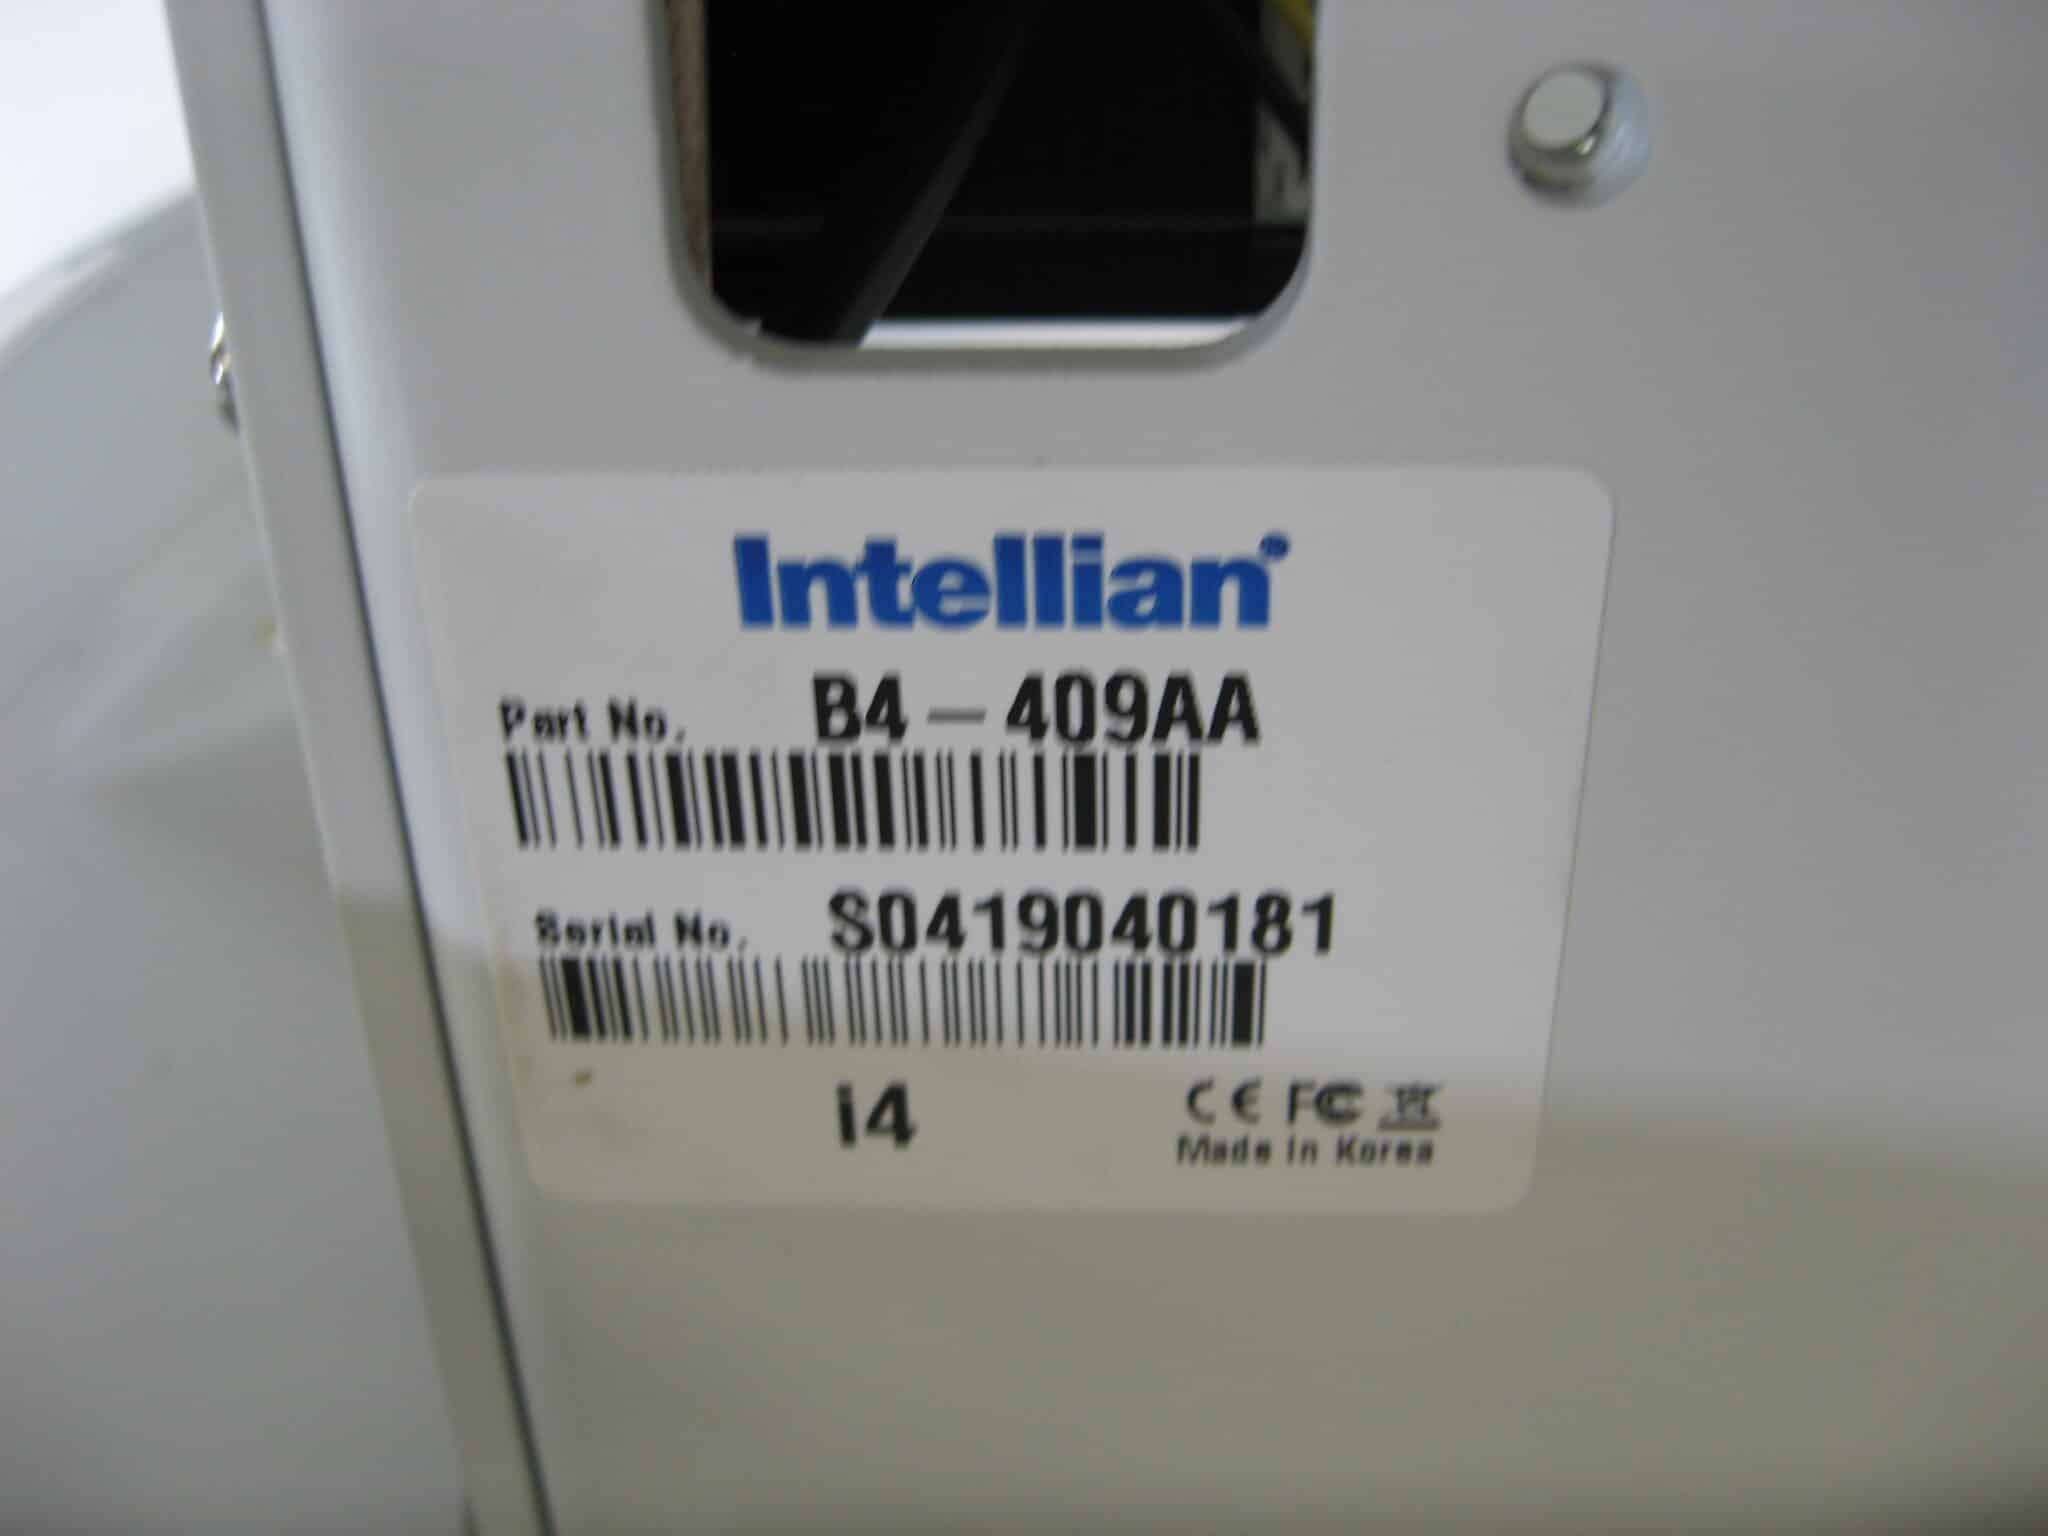 Intellian
Part No. B4-409AA
Serial No. S0419040181
i4 CE FC
Made in Korea